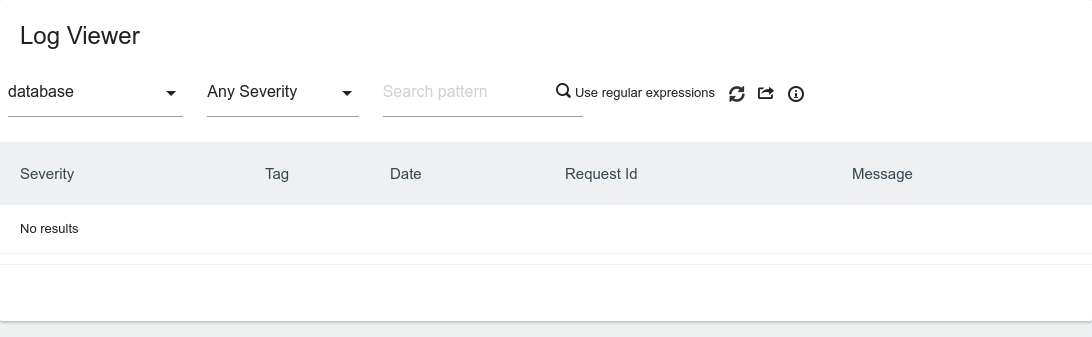 Log Viewer
database Any Severity Search pattern Use regular expressions
Severity Tag Date Request Id Message
No results